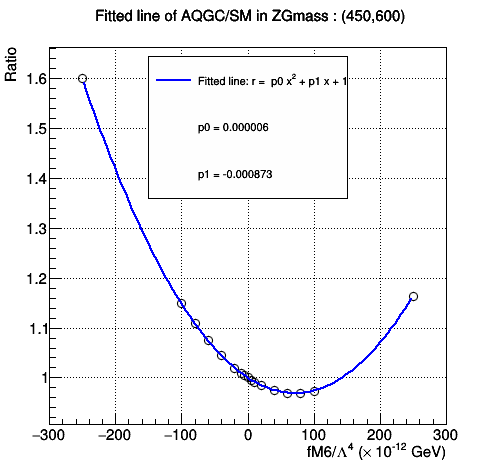 Fitted line of AQGC/SM in ZGmass : (450,600)
Ratio
Fitted line: r = p0 x² + p1 x + 1
p0 = 0.000006
p1 = -0.000873
1.6
1.5
1.4
1.3
1.2
1.1
1
−300 −200 −100 0 100 200 300
fM6/Λ⁴ (× 10⁻¹² GeV)